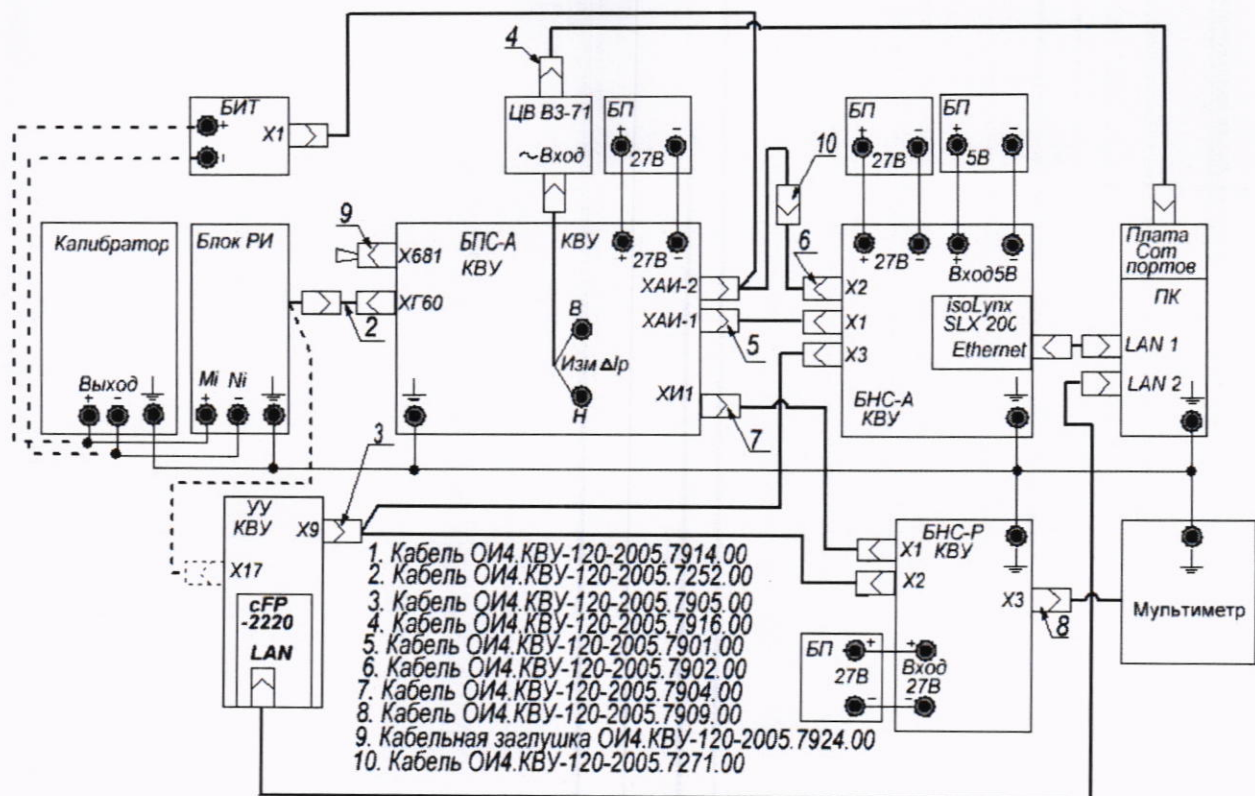 4
БИТ
+
X1
-
ЦВ В3-71
~Вход
БП
+ -
27В
БП
+ -
27В
БП
+ -
5В
10
Калибратор
Выход
+ -
Блок РИ
Mi Ni
+ -
9
X681
ХГ60
2
БПС-А
КВУ
КВУ
27В
+ -
ХАИ-2
ХАИ-1
5
В
Изм ΔIp
Н
ХИ1
7
6
X2
X1
X3
+ -
27В
+ -
Вход5В
isoLynx
SLX 200
Ethernet
БНС-А
КВУ
Плата
Com
портов
ПК
LAN 1
LAN 2
3
УУ
КВУ
X9
X17
cFP
-2220
LAN
БНС-Р
КВУ
X1
X2
X3
8
БП
+
27В
-
+
Вход
27В
-
Мультиметр
1. Кабель ОИ4.КВУ-120-2005.7914.00
2. Кабель ОИ4.КВУ-120-2005.7252.00
3. Кабель ОИ4.КВУ-120-2005.7905.00
4. Кабель ОИ4.КВУ-120-2005.7916.00
5. Кабель ОИ4.КВУ-120-2005.7901.00
6. Кабель ОИ4.КВУ-120-2005.7902.00
7. Кабель ОИ4.КВУ-120-2005.7904.00
8. Кабель ОИ4.КВУ-120-2005.7909.00
9. Кабельная заглушка ОИ4.КВУ-120-2005.7924.00
10. Кабель ОИ4.КВУ-120-2005.7271.00